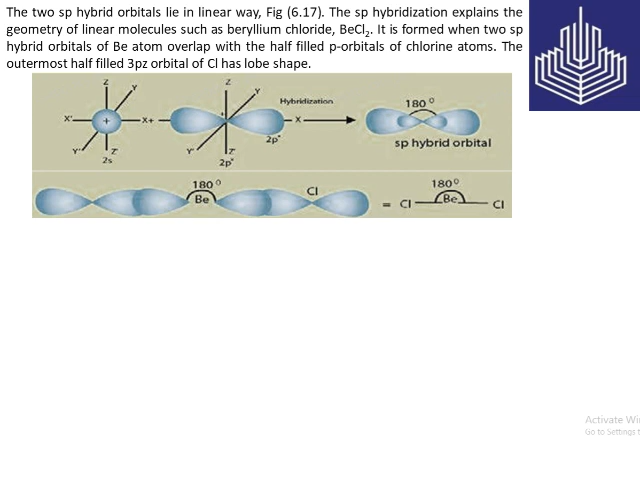 The two sp hybrid orbitals lie in linear way, Fig (6.17). The sp hybridization explains the
geometry of linear molecules such as beryllium chloride, BeCl₂. It is formed when two sp
hybrid orbitals of Be atom overlap with the half filled p-orbitals of chlorine atoms. The
outermost half filled 3pz orbital of Cl has lobe shape.
Z Z
Y Y
Hybridization 180°
X' + X+ X
Y' Z' Y' Z' 2p°
2s 2p° sp hybrid orbital
180° 180°
Be Cl = Cl Be Cl
Activate Wi
Go to Settings t